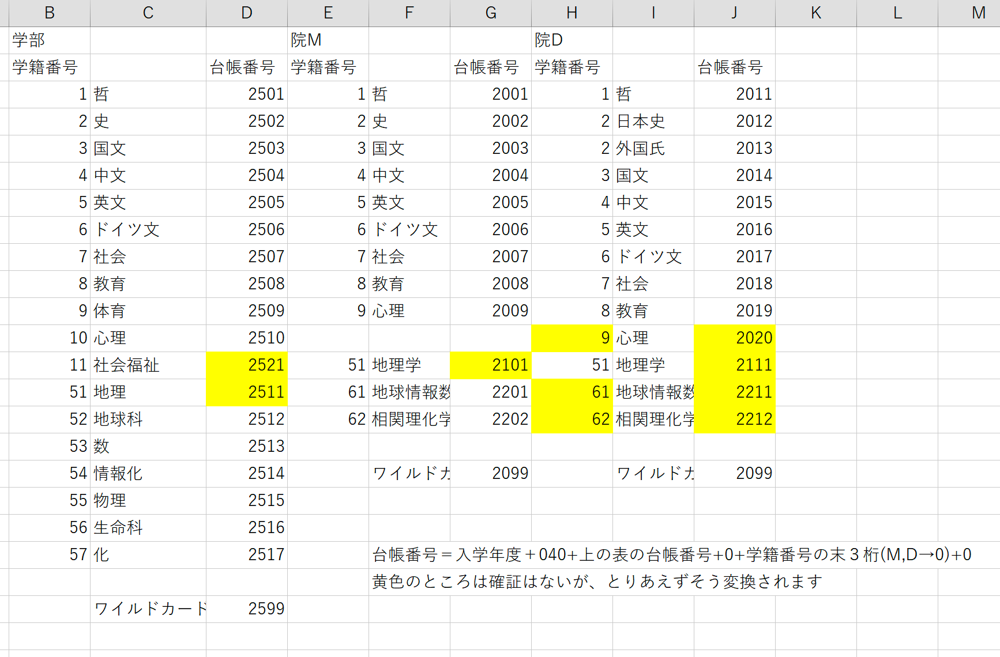 B C D E F G H I J K L M
学部 院M 院D
学籍番号 台帳番号 学籍番号 台帳番号 学籍番号 台帳番号
1 哲 2501 1 哲 2001 1 哲 2011
2 史 2502 2 史 2002 2 日本史 2012
3 国文 2503 3 国文 2003 2 外国氏 2013
4 中文 2504 4 中文 2004 3 国文 2014
5 英文 2505 5 英文 2005 4 中文 2015
6 ドイツ文 2506 6 ドイツ文 2006 5 英文 2016
7 社会 2507 7 社会 2007 6 ドイツ文 2017
8 教育 2508 8 教育 2008 7 社会 2018
9 体育 2509 9 心理 2009 8 教育 2019
10 心理 2510 9 心理 2020
11 社会福祉 2521 51 地理学 2101 51 地理学 2111
51 地理 2511 61 地球情報数 2201 61 地球情報数 2211
52 地球科 2512 62 相関理化学 2202 62 相関理化学 2212
53 数 2513
54 情報化 2514 ワイルドカ 2099 ワイルドカ 2099
55 物理 2515
56 生命科 2516
57 化 2517 台帳番号＝入学年度＋040+上の表の台帳番号+0+学籍番号の末３桁(M,D→0)+0
黄色のところは確証はないが、とりあえずそう変換されます
ワイルドカード 2599